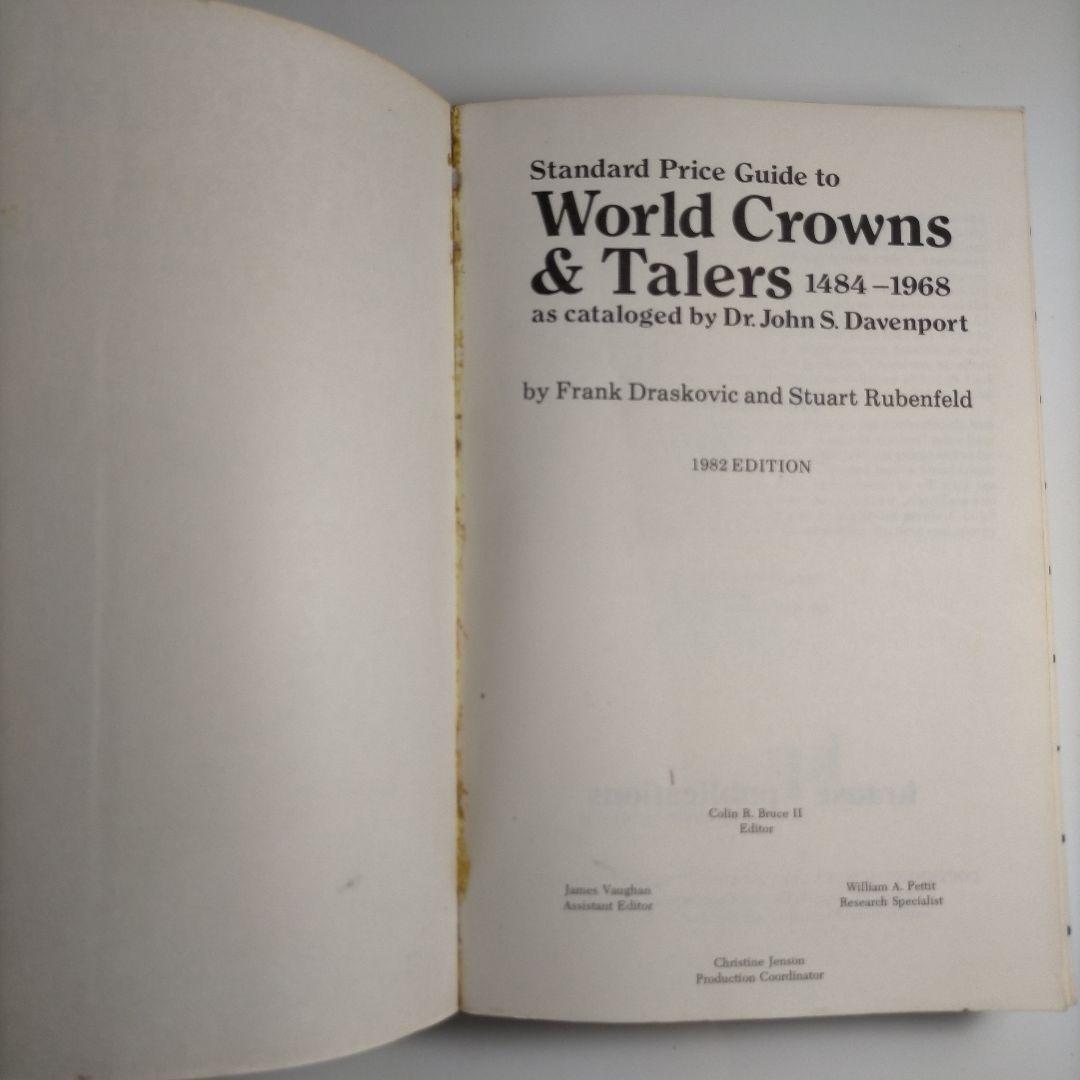 Standard Price Guide to
World Crowns
& Talers 1484–1968
as cataloged by Dr. John S. Davenport
by Frank Draskovic and Stuart Rubenfeld
1982 EDITION
Colin R. Bruce II
Editor
James Vaughan
Assistant Editor
William A. Pettit
Research Specialist
Christine Jenson
Production Coordinator